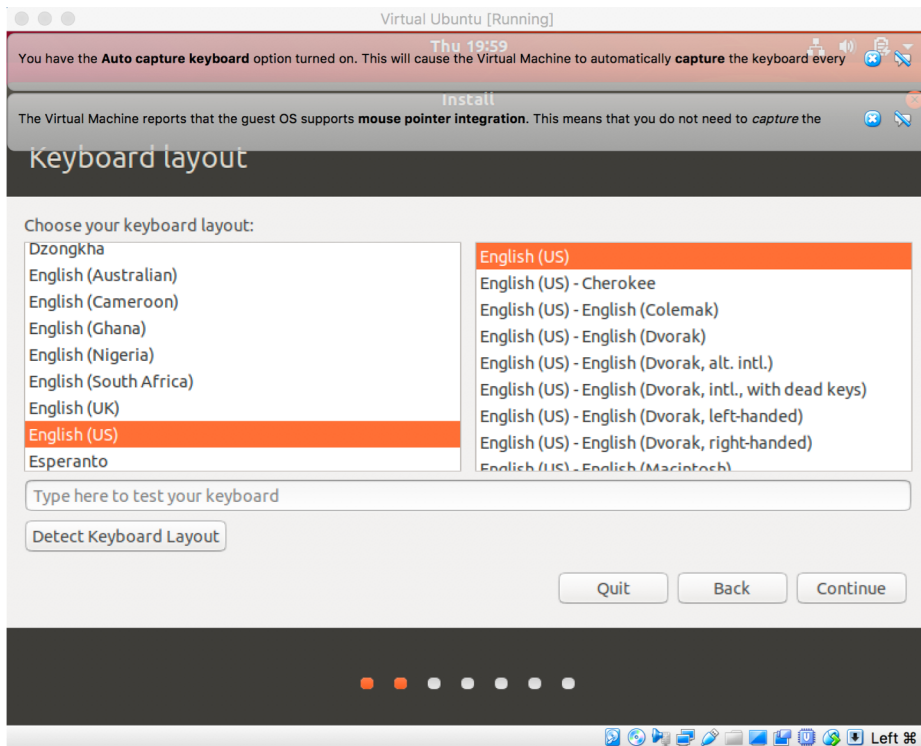 Virtual Ubuntu [Running]
Thu 19:59
You have the Auto capture keyboard option turned on. This will cause the Virtual Machine to automatically capture the keyboard every
Install
The Virtual Machine reports that the guest OS supports mouse pointer integration. This means that you do not need to capture the
Keyboard layout
Choose your keyboard layout:
Dzongkha
English (Australian)
English (Cameroon)
English (Ghana)
English (Nigeria)
English (South Africa)
English (UK)
English (US)
Esperanto
English (US)
English (US) - Cherokee
English (US) - English (Colemak)
English (US) - English (Dvorak)
English (US) - English (Dvorak, alt. intl.)
English (US) - English (Dvorak, intl., with dead keys)
English (US) - English (Dvorak, left-handed)
English (US) - English (Dvorak, right-handed)
English (US) - English (Macintosh)
Type here to test your keyboard
Detect Keyboard Layout
Quit
Back
Continue
Left ⌘